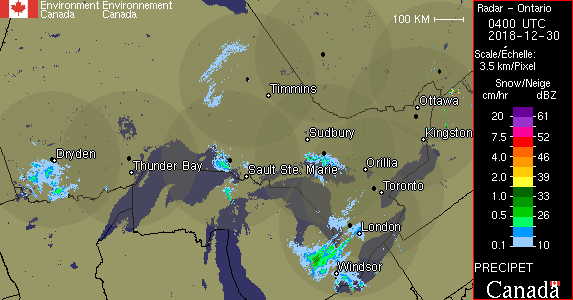 Environment Environnement
Canada Canada
100 KM
Timmins
Ottawa
Sudbury
Kingston
Dryden
Thunder Bay
Sault Ste. Marie
Orillia
Toronto
London
Windsor
Radar - Ontario
0400 UTC
2018-12-30
Scale/Échelle:
3.5 km/Pixel
Snow/Neige
cm/hr dBZ
20 61
7.5 52
4.0 46
2.0 39
1.0 33
0.5 26
0.1 10
PRECIPET
Canada